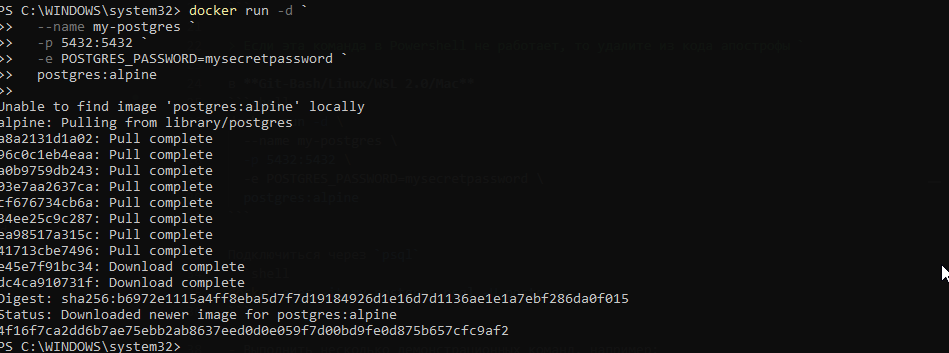 PS C:\WINDOWS\system32> docker run -d `
>>   --name my-postgres `
>>   -p 5432:5432 `
>>   -e POSTGRES_PASSWORD=mysecretpassword `
>>   postgres:alpine
>>
Unable to find image 'postgres:alpine' locally
alpine: Pulling from library/postgres
a8a2131d1a02: Pull complete
96c0c1eb4eaa: Pull complete
a0b9759db243: Pull complete
93e7aa2637ca: Pull complete
cf676734cb6a: Pull complete
34ee25c9c287: Pull complete
ea98517a315c: Pull complete
41713cbe7496: Pull complete
e45e7f91bc34: Download complete
dc4ca910731f: Download complete
Digest: sha256:b6972e1115a4ff8eba5d7f7d19184926d1e16d7d1136ae1e1a7ebf286da0f015
Status: Downloaded newer image for postgres:alpine
4f16f7ca2dd6b7ae75ebb2ab8637eed0d0e059f7d00bd9fe0d875b657cfc9af2
PS C:\WINDOWS\system32>